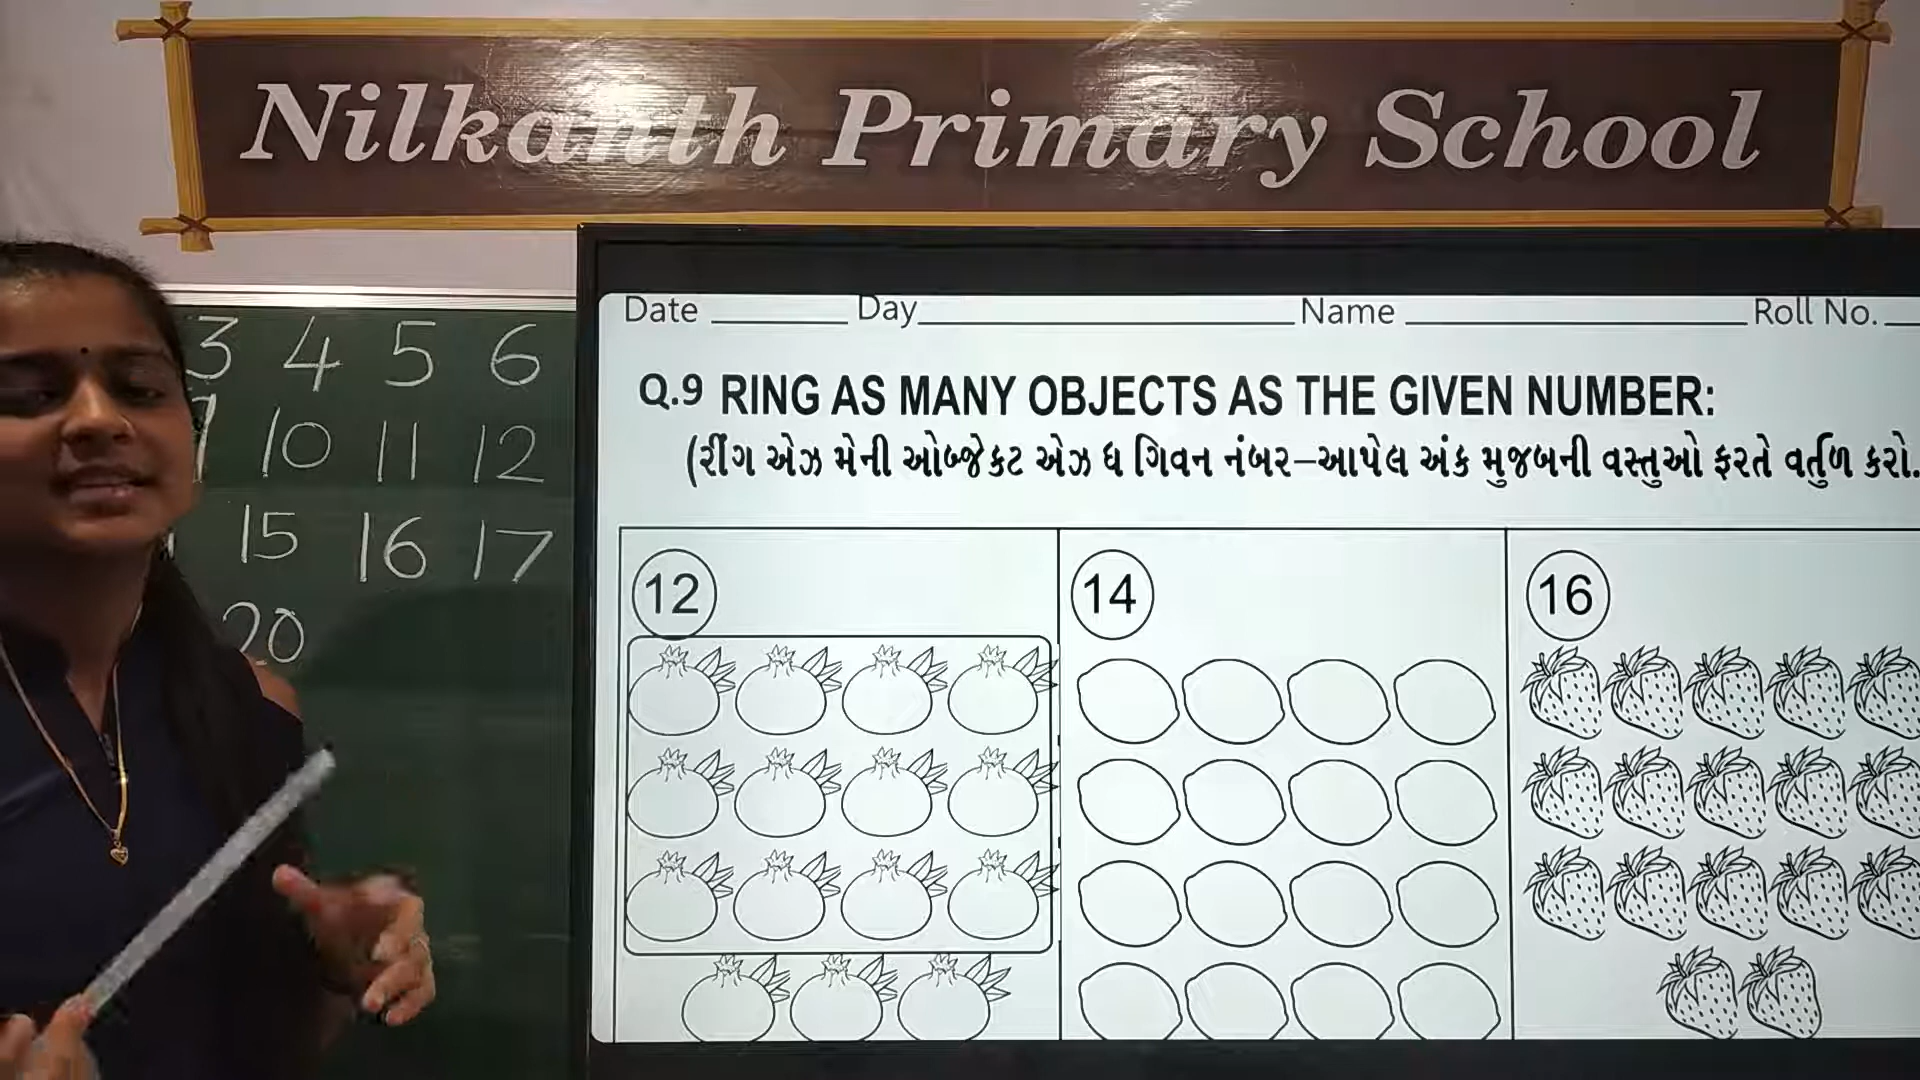 Nilkanth Primary School
3 4 5 6
10 11 12
15 16 17
20
Date Day Name Roll No.
Q.9 RING AS MANY OBJECTS AS THE GIVEN NUMBER:
(રીંગ એઝ મેની ઓબ્જેકટ એઝ ધ ગિવન નંબર–આપેલ અંક મુજબની વસ્તુઓ ફરતે વર્તુળ કરો.
12 14 16